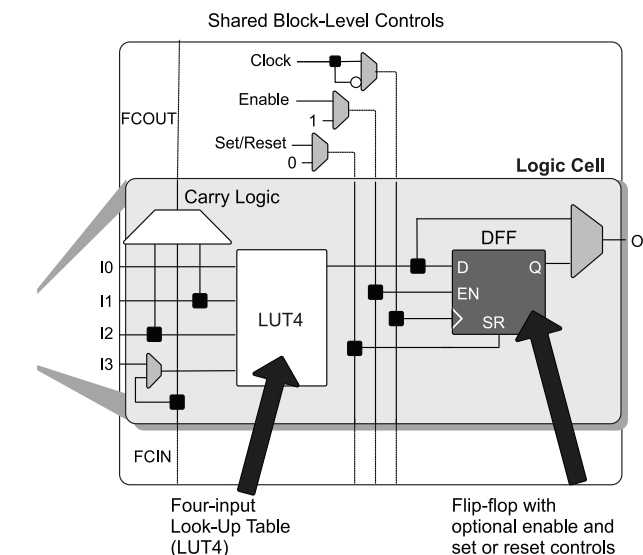 Shared Block-Level Controls
Clock
Enable
FCOUT
1
Set/Reset
0
Logic Cell
Carry Logic
DFF
O
I0
D
Q
I1
EN
LUT4
I2
SR
I3
FCIN
Four-input
Look-Up Table
(LUT4)
Flip-flop with
optional enable and
set or reset controls